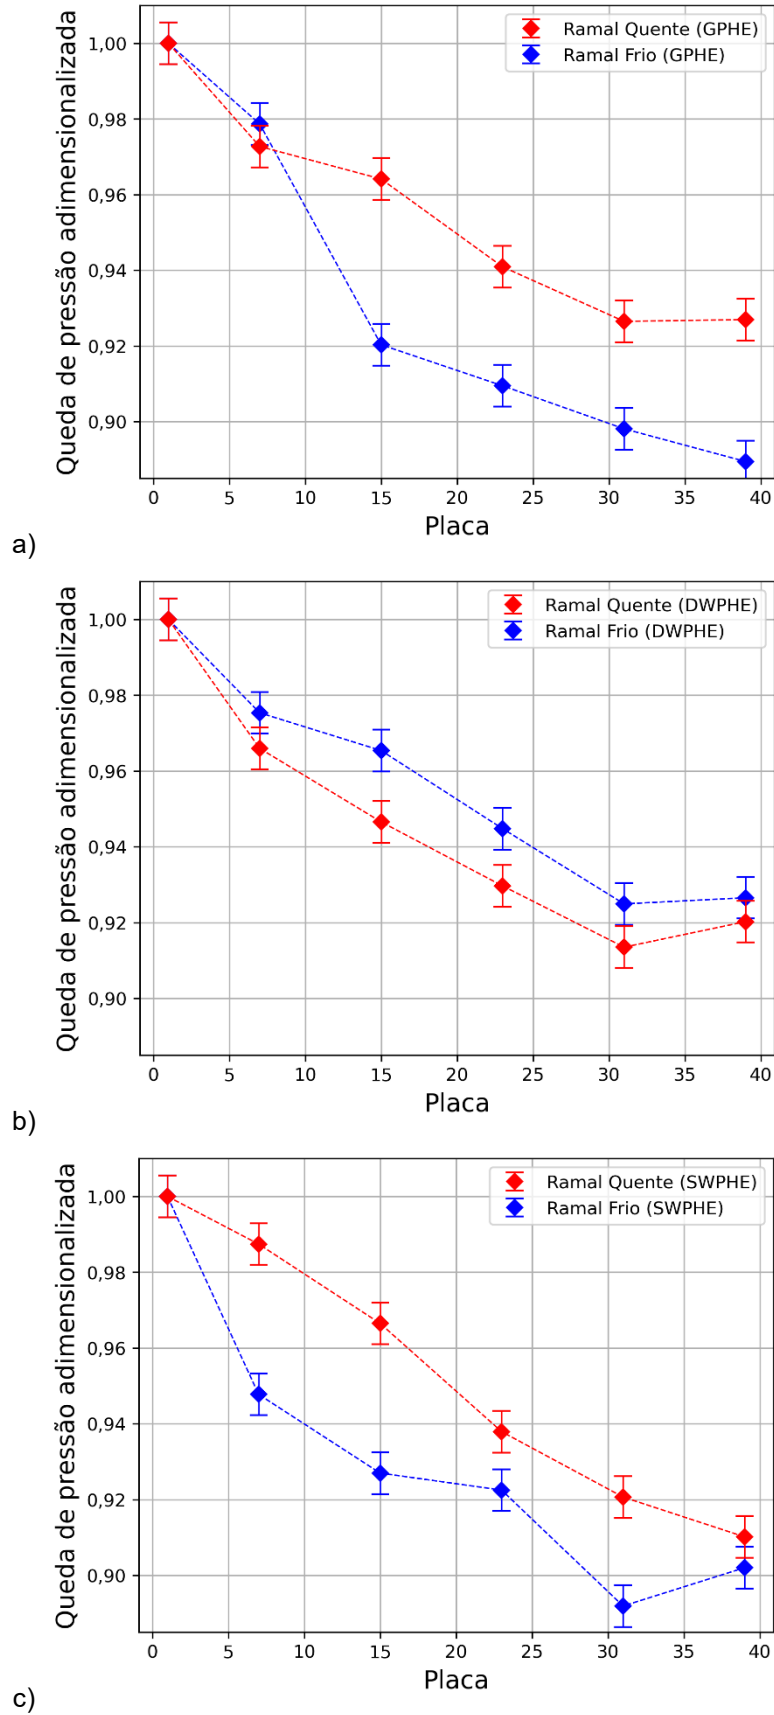 Ramal Quente (GPHE)
Ramal Frio (GPHE)
Queda de pressão adimensionalizada
1,00
0,98
0,96
0,94
0,92
0,90
0 5 10 15 20 25 30 35 40
Placa
a)
Ramal Quente (DWPHE)
Ramal Frio (DWPHE)
Queda de pressão adimensionalizada
1,00
0,98
0,96
0,94
0,92
0,90
0 5 10 15 20 25 30 35 40
Placa
b)
Ramal Quente (SWPHE)
Ramal Frio (SWPHE)
Queda de pressão adimensionalizada
1,00
0,98
0,96
0,94
0,92
0,90
0 5 10 15 20 25 30 35 40
Placa
c)